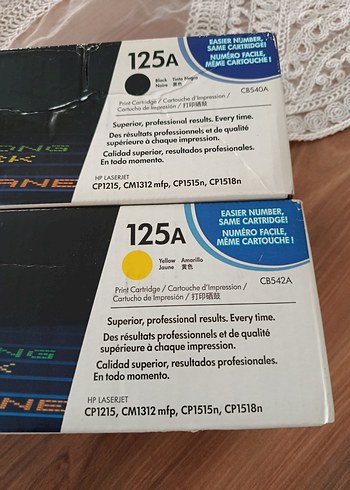 125A
EASIER NUMBER,
SAME CARTRIDGE!
NUMÉRO FACILE,
MÊME CARTOUCHE !
Black Tinta Negra
Noire 黄色
CB540A
Print Cartridge / Cartouche d'Impression /
Cartucho de Impresión / 打印硒鼓
Superior, professional results. Every time.
Des résultats professionnels et de qualité
supérieure à chaque impression.
Calidad superior, resultados profesionales.
En todo momento.
HP LASERJET
CP1215, CM1312 mfp, CP1515n, CP1518n
125A
EASIER NUMBER,
SAME CARTRIDGE!
NUMÉRO FACILE,
MÊME CARTOUCHE !
Yellow Amarillo
Jaune 黄色
CB542A
Print Cartridge / Cartouche d'Impression /
Cartucho de Impresión / 打印硒鼓
Superior, professional results. Every time.
Des résultats professionnels et de qualité
supérieure à chaque impression.
Calidad superior, resultados profesionales.
En todo momento.
HP LASERJET
CP1215, CM1312 mfp, CP1515n, CP1518n